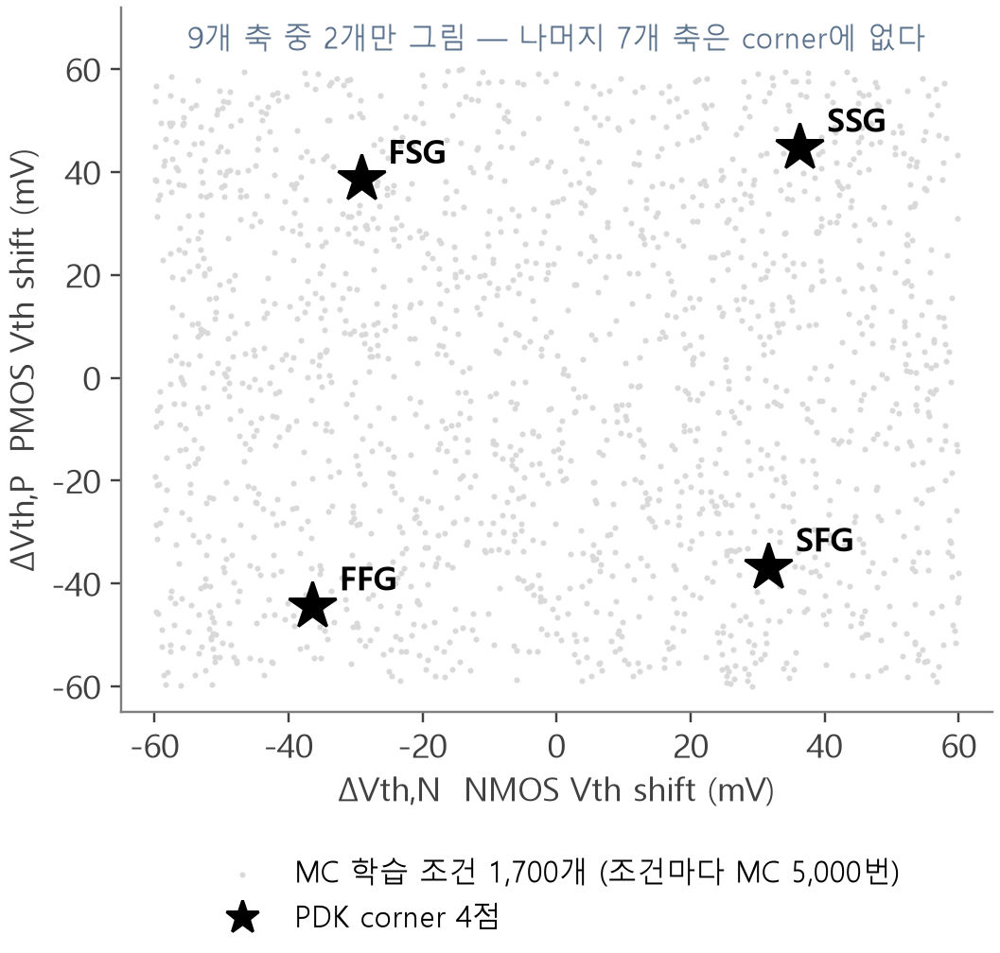 9개 축 중 2개만 그림 — 나머지 7개 축은 corner에 없다
60
40
20
0
-20
-40
-60
ΔVth,P  PMOS Vth shift (mV)
FSG
SSG
FFG
SFG
-60
-40
-20
0
20
40
60
ΔVth,N  NMOS Vth shift (mV)
MC 학습 조건 1,700개 (조건마다 MC 5,000번)
PDK corner 4점